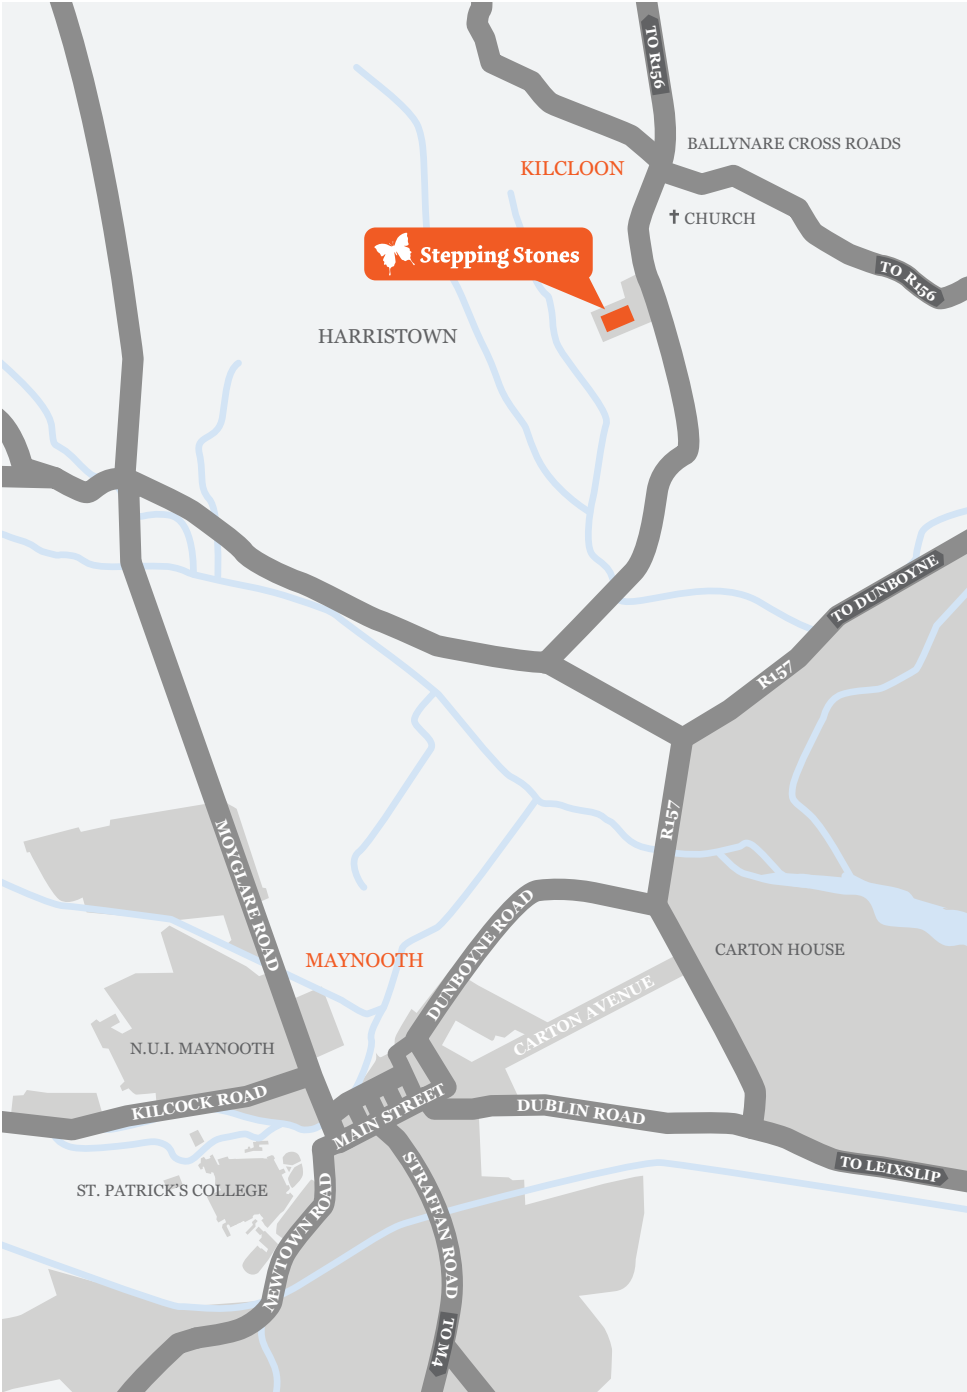 TO R156
BALLYNARE CROSS ROADS
KILCLOON
CHURCH
Stepping Stones
TO R156
HARRISTOWN
TO DUNBOYNE
R157
R157
MOYGLARE ROAD
DUNBOYNE ROAD
CARTON HOUSE
MAYNOOTH
CARTON AVENUE
N.U.I. MAYNOOTH
KILCOCK ROAD
MAIN STREET
DUBLIN ROAD
TO LEIXSLIP
ST. PATRICK'S COLLEGE
STRAFFAN ROAD
NEWTOWN ROAD
TO M4